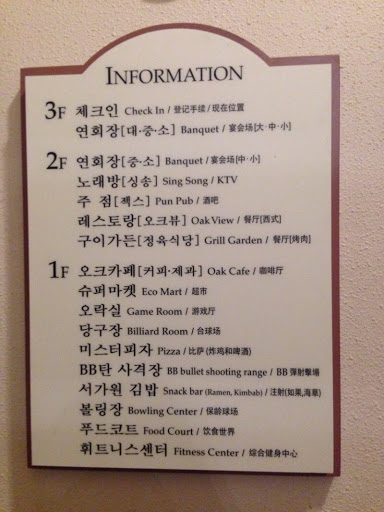 INFORMATION
3F 체크인 Check In / 登记手续 / 现在位置
연회장[대·중·소] Banquet / 宴会场[大·中·小]
2F 연회장[중·소] Banquet / 宴会场[中·小]
노래방[싱송] Sing Song / KTV
주 점[젝스] Pun Pub / 酒吧
레스토랑[오크뷰] Oak View / 餐厅[西式]
구이가든[정육식당] Grill Garden / 餐厅[烤肉]
1F 오크카페[커피·제과] Oak Cafe / 咖啡厅
슈퍼마켓 Eco Mart / 超市
오락실 Game Room / 游戏厅
당구장 Billiard Room / 台球场
미스터피자 Pizza / 比萨 (炸鸡和啤酒)
BB탄 사격장 BB bullet shooting range / BB 弹射擊場
서가원 김밥 Snack bar (Ramen, Kimbab) / 注射(如果,海草)
볼링장 Bowling Center / 保龄球场
푸드코트 Food Court / 饮食世界
휘트니스센터 Fitness Center / 综合健身中心